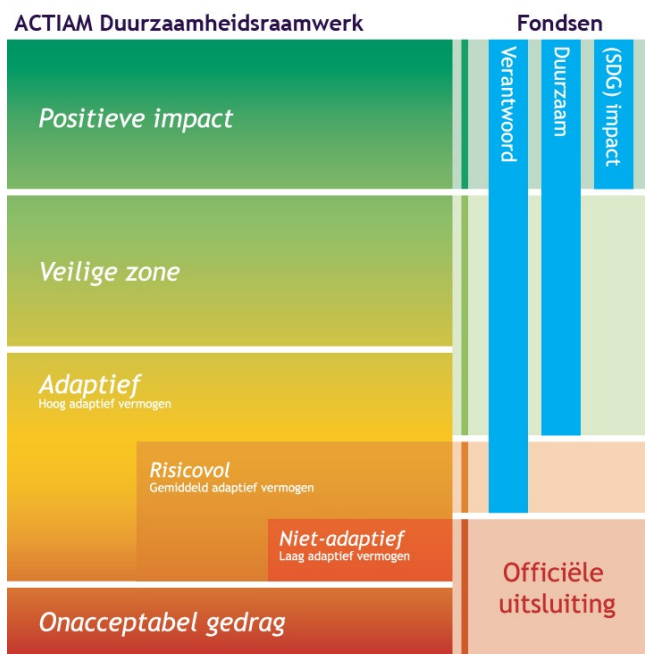 ACTIAM Duurzaamheidsraamwerk
Fondsen
Positieve impact
Verantwoord
Duurzaam
(SDG) impact
Veilige zone
Adaptief
Hoog adaptief vermogen
Risicovol
Gemiddeld adaptief vermogen
Niet-adaptief
Laag adaptief vermogen
Officiële
uitsluiting
Onacceptabel gedrag